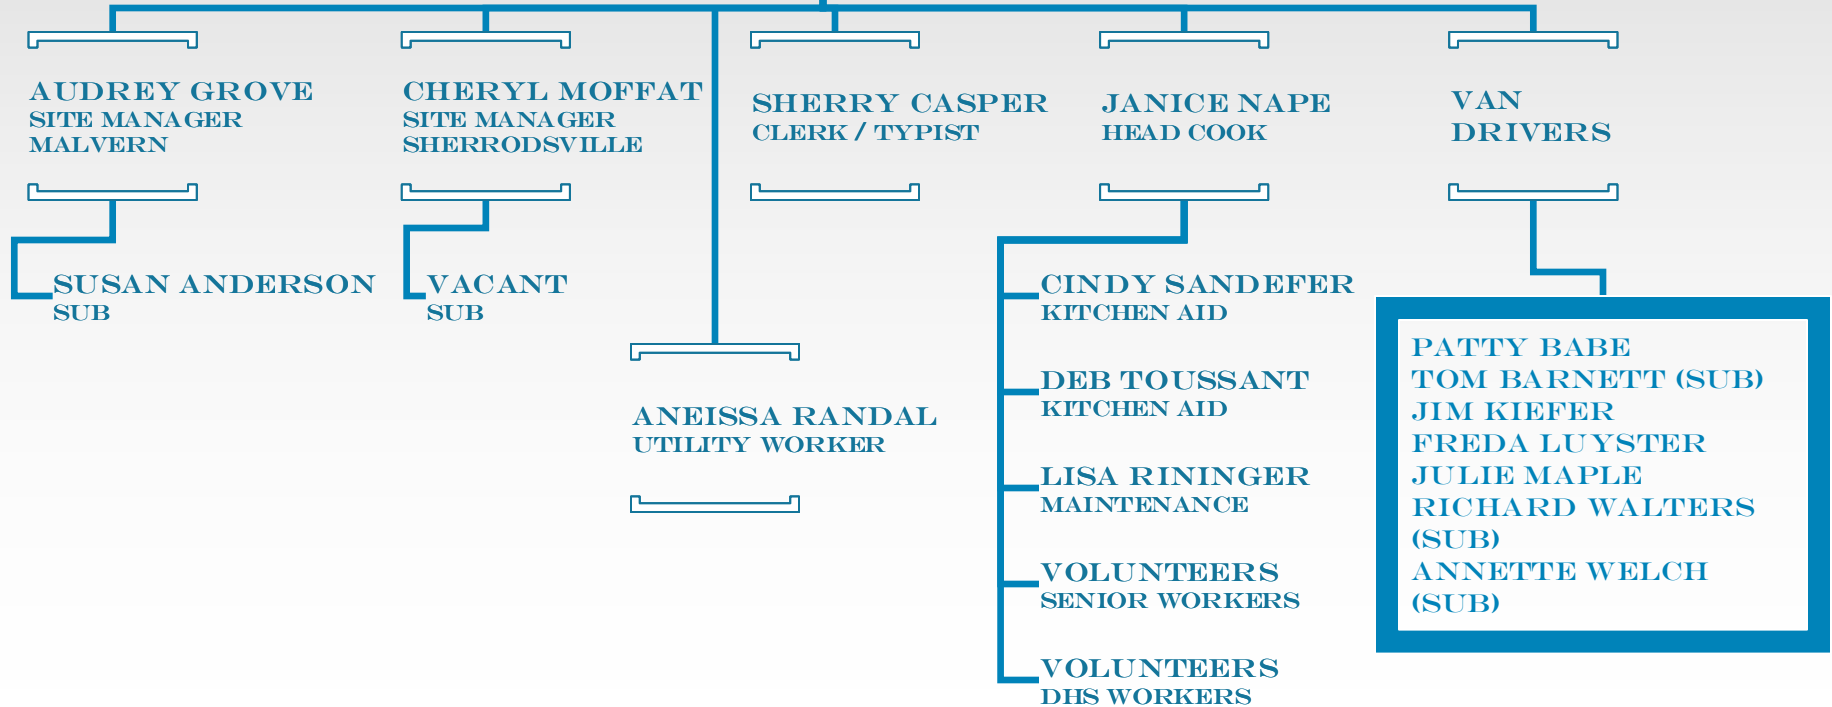 AUDREY GROVE
SITE MANAGER
MALVERN
CHERYL MOFFAT
SITE MANAGER
SHERRODSVILLE
SHERRY CASPER
CLERK / TYPIST
JANICE NAPE
HEAD COOK
VAN
DRIVERS
SUSAN ANDERSON
SUB
VACANT
SUB
ANEISSA RANDAL
UTILITY WORKER
CINDY SANDEFER
KITCHEN AID
DEB TOUSSANT
KITCHEN AID
LISA RININGER
MAINTENANCE
VOLUNTEERS
SENIOR WORKERS
VOLUNTEERS
DHS WORKERS
PATTY BABE
TOM BARNETT (SUB)
JIM KIEFER
FREDA LUYSTER
JULIE MAPLE
RICHARD WALTERS
(SUB)
ANNETTE WELCH
(SUB)